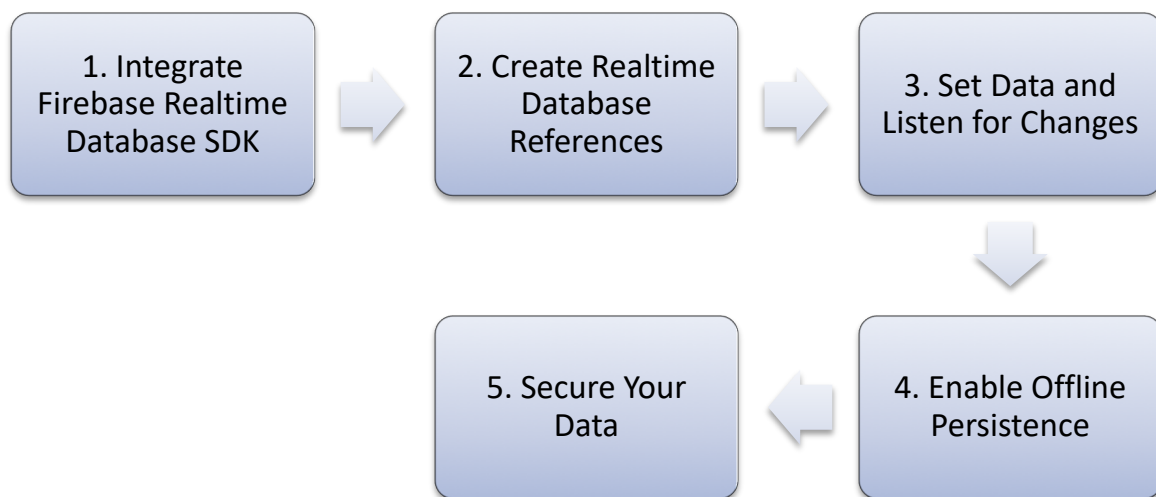 1. Integrate
Firebase Realtime
Database SDK
2. Create Realtime
Database
References
3. Set Data and
Listen for Changes
4. Enable Offline
Persistence
5. Secure Your
Data